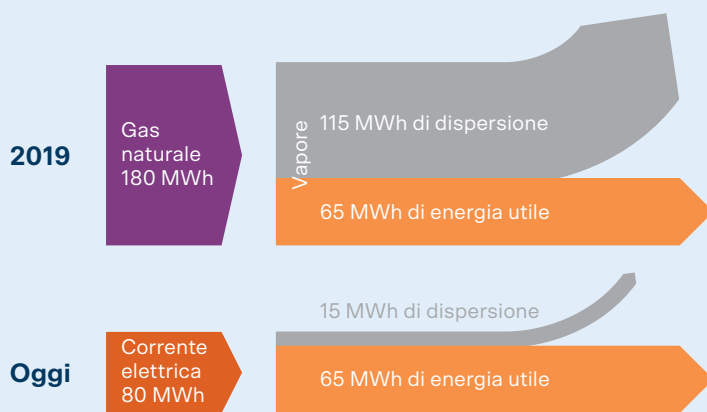 2019
Gas
naturale
180 MWh
Vapore
115 MWh di dispersione
65 MWh di energia utile
Oggi
Corrente
elettrica
80 MWh
15 MWh di dispersione
65 MWh di energia utile